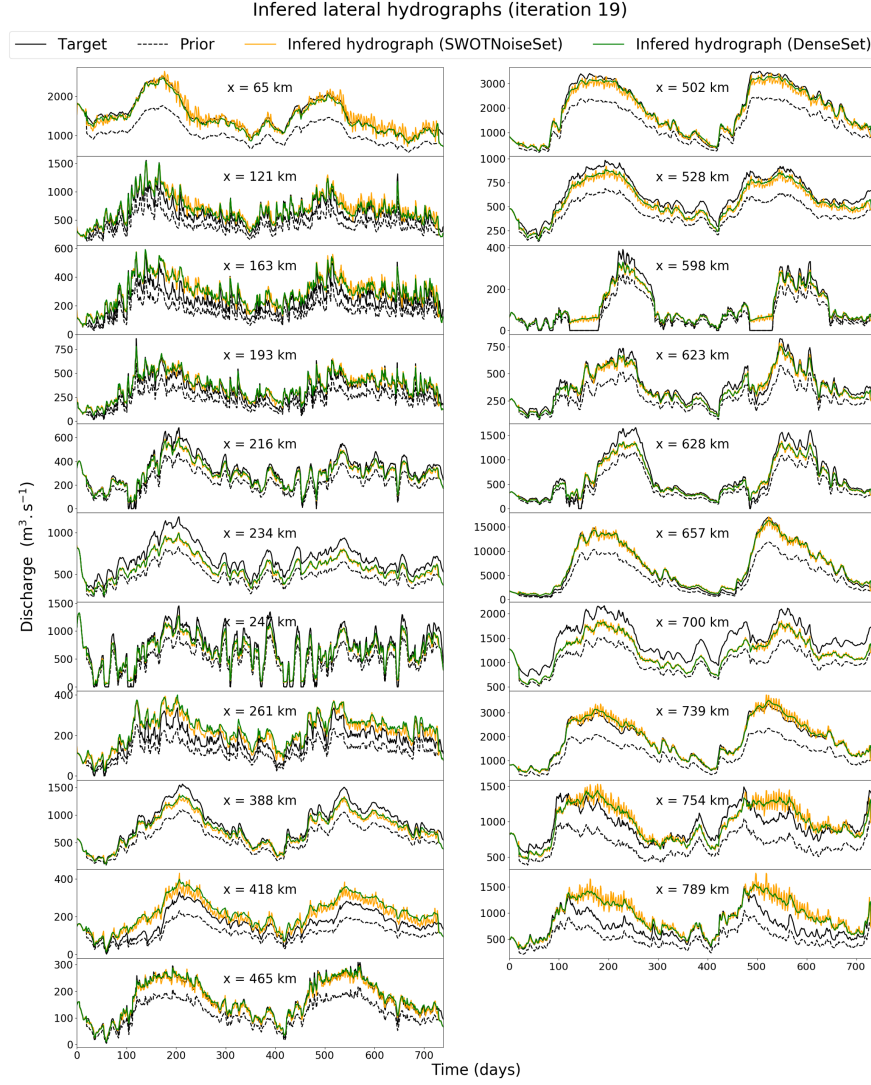 Infered lateral hydrographs (iteration 19)
Target Prior Infered hydrograph (SWOTNoiseSet) Infered hydrograph (DenseSet)
Discharge (m³.s⁻¹)
x = 65 km
2000
1000
x = 121 km
1500
1000
500
x = 163 km
600
400
200
0
x = 193 km
750
500
250
0
x = 216 km
600
400
200
0
x = 234 km
1000
500
1500
1000
500
0
x = 261 km
400
200
0
x = 388 km
1500
1000
500
x = 418 km
400
200
0
x = 465 km
300
200
100
0
0 100 200 300 400 500 600 700
x = 502 km
3000
2000
1000
x = 528 km
1000
750
500
250
x = 598 km
400
200
0
x = 623 km
750
500
250
x = 628 km
1500
1000
500
0
x = 657 km
15000
10000
5000
0
x = 700 km
2000
1500
1000
500
x = 739 km
3000
2000
1000
x = 754 km
1500
1000
500
x = 789 km
1500
1000
500
0 100 200 300 400 500 600 700
Time (days)